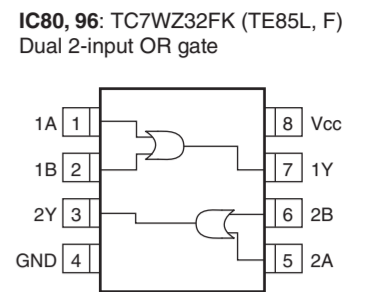 IC80, 96: TC7WZ32FK (TE85L, F)
Dual 2-input OR gate
1A 1 8 Vcc
1B 2 7 1Y
2Y 3 6 2B
GND 4 5 2A